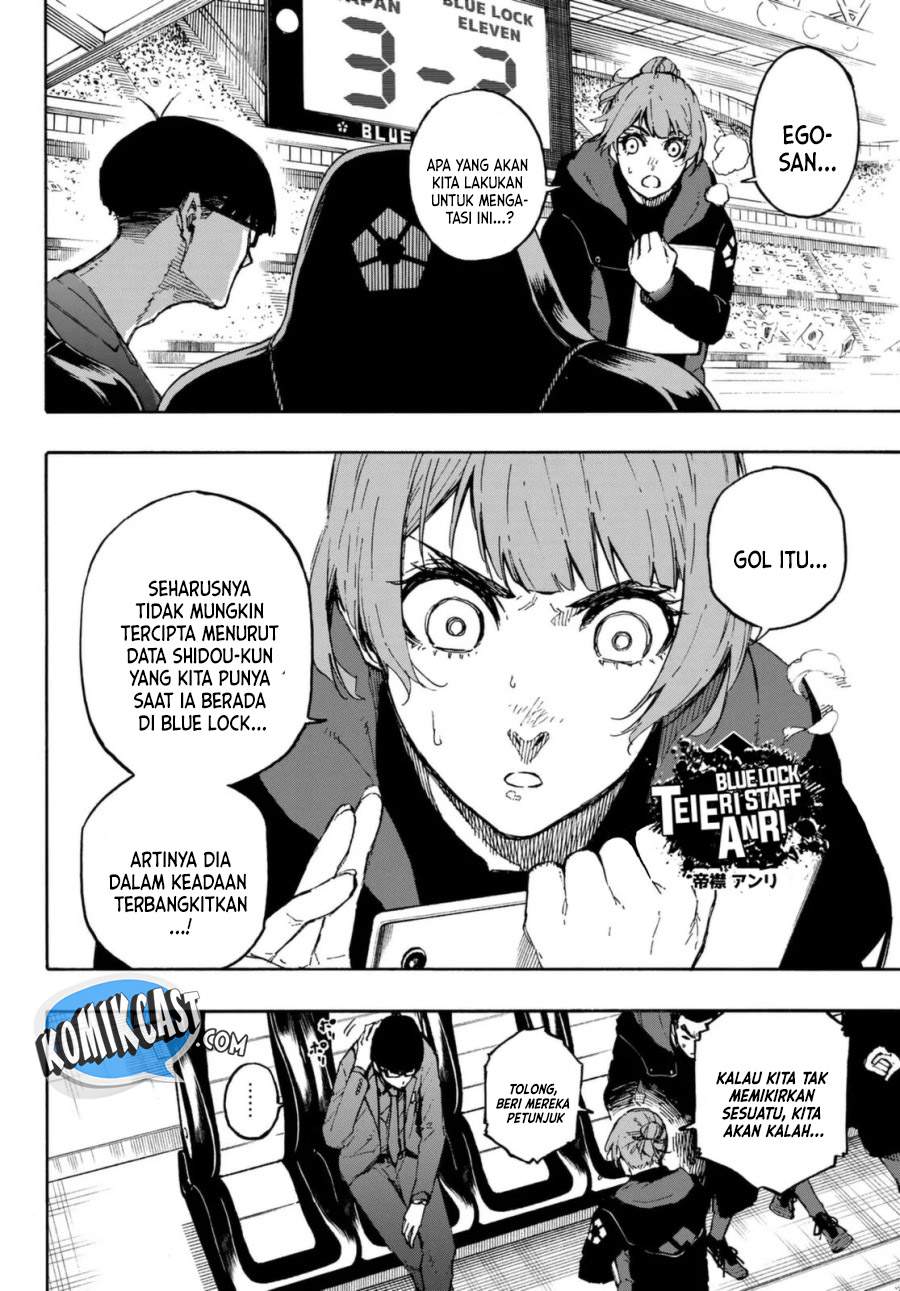 JAPAN
BLUE LOCK
ELEVEN
3-2
BLUE
EGO-
SAN...
APA YANG AKAN
KITA LAKUKAN
UNTUK MENGA-
TASI INI...?
GOL ITU...
SEHARUSNYA
TIDAK MUNGKIN
TERCIPTA MENURUT
DATA SHIDOU-KUN
YANG KITA PUNYA
SAAT IA BERADA
DI BLUE LOCK...
ARTINYA DIA
DALAM KEADAAN
TERBANGKITKAN
...!
BLUE LOCK
TEIERI STAFF
ANRI
帝襟 アンリ
KALAU KITA TAK
MEMIKIRKAN
SESUATU, KITA
AKAN KALAH...
TOLONG,
BERI MEREKA
PETUNJUK
......
KOMIKCAST
.COM